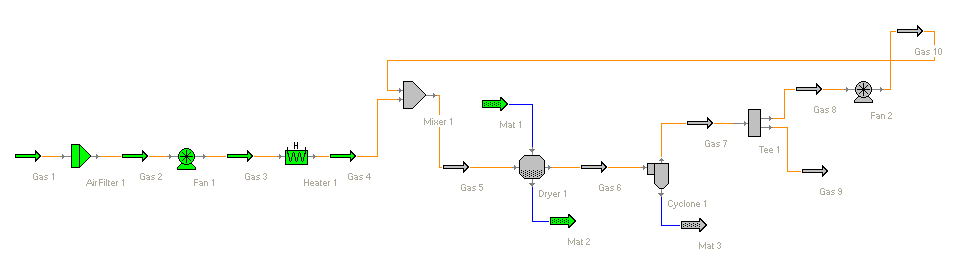 Gas 10
H
Gas 8
Fan 2
Mixer 1
Mat 1
Gas 7
Tee 1
Gas 1
AirFilter 1
Gas 2
Fan 1
Gas 3
Heater 1
Gas 4
Gas 5
Dryer 1
Gas 6
Cyclone 1
Gas 9
Mat 2
Mat 3